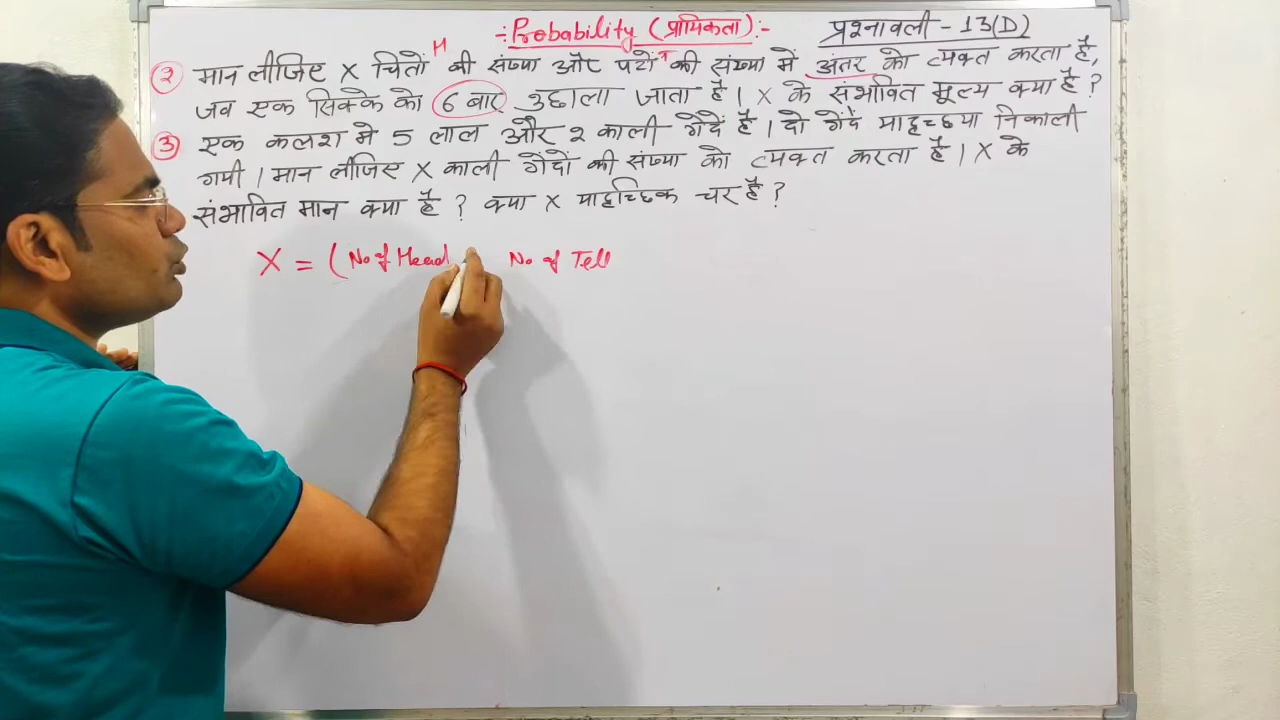 :- Probability (प्रायिकता) :- प्रश्नावली - 13(D)
② मान लीजिए X चितों की संख्या और पटों की संख्या में अंतर को व्यक्त करता है,
H T
जब एक सिक्के को 6 बार उछाला जाता है। X के संभावित मूल्य क्या है?
③ एक कलश मे 5 लाल और २ काली गेंदें है। दो गेंदे यादृच्छया निकाली
गयी। मान लीजिए X काली गेंदों की संख्या को व्यक्त करता है। X के
संभावित मान क्या है? क्या X यादृच्छिक चर है?
X = ( No of Head No of Tell